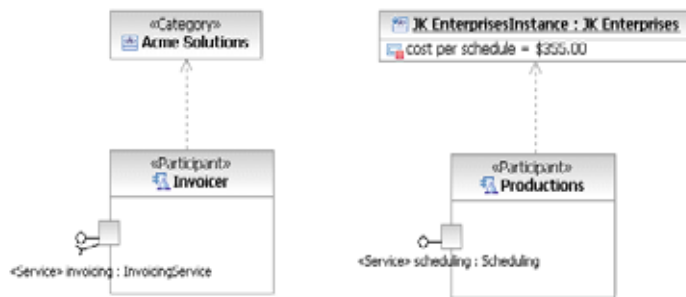 «Category»
Acme Solutions
JK EnterprisesInstance : JK Enterprises
cost per schedule = $355.00
«Participant»
Invoicer
«Service» invoicing : InvoicingService
«Participant»
Productions
«Service» scheduling : Scheduling